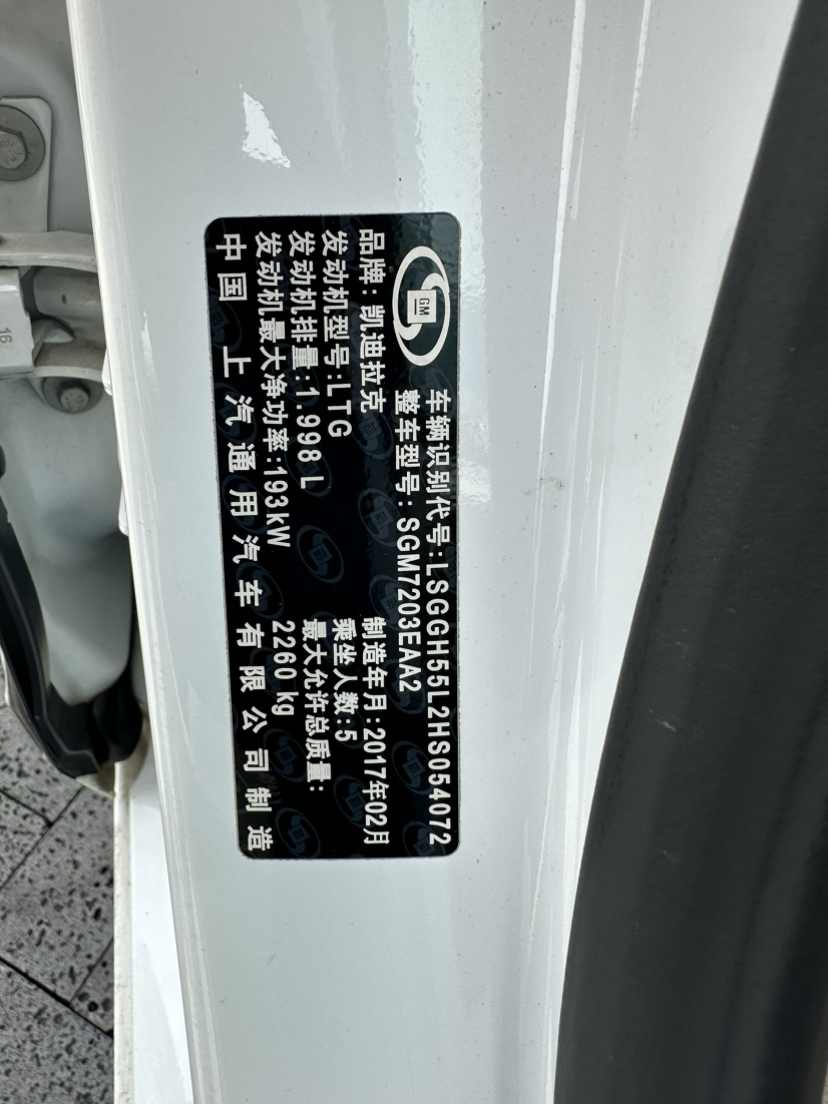 GM
车辆识别代号:LSGGH55L2HS054072
整车型号:SGM7203EAA2
品牌:凯迪拉克
制造年月:2017年02月
发动机型号:LTG
乘坐人数:5
发动机排量:1.998L
最大允许总质量:
发动机最大净功率:193kW
2260kg
中国 上汽通用汽车有限公司制造
16